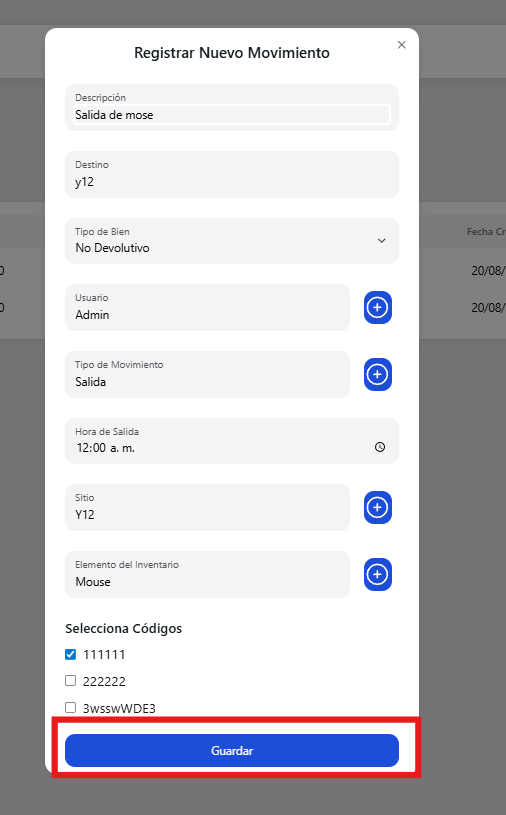 Registrar Nuevo Movimiento
Descripción
Salida de mose
Destino
y12
Tipo de Bien
No Devolutivo
Fecha Cr
Usuario
Admin
20/08/
20/08/
Tipo de Movimiento
Salida
Hora de Salida
12:00 a. m.
Sitio
Y12
Elemento del Inventario
Mouse
Selecciona Códigos
111111
222222
3wsswWDE3
Guardar